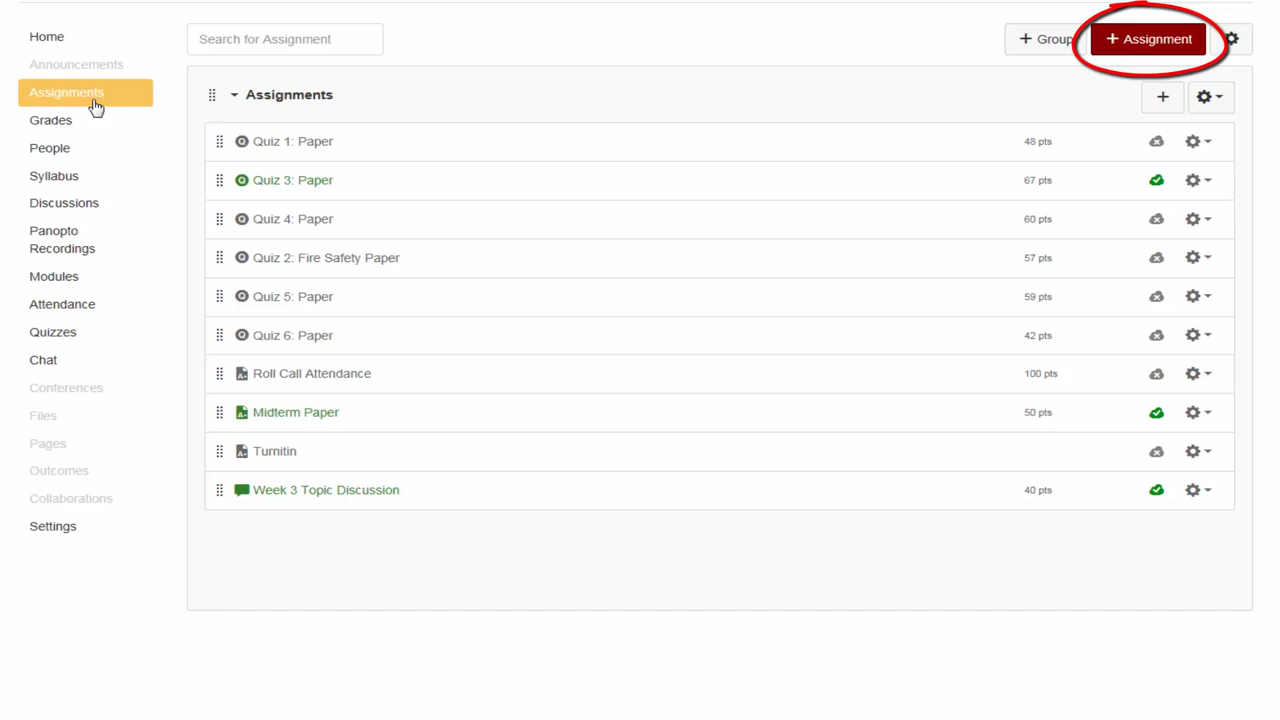 Home
Announcements
Assignments
Grades
People
Syllabus
Discussions
Panopto
Recordings
Modules
Attendance
Quizzes
Chat
Conferences
Files
Pages
Outcomes
Collaborations
Settings
Search for Assignment
+ Group
+ Assignment
Assignments
+
Quiz 1: Paper 48 pts
Quiz 3: Paper 67 pts
Quiz 4: Paper 60 pts
Quiz 2: Fire Safety Paper 57 pts
Quiz 5: Paper 59 pts
Quiz 6: Paper 42 pts
Roll Call Attendance 100 pts
Midterm Paper 50 pts
Turnitin
Week 3 Topic Discussion 40 pts